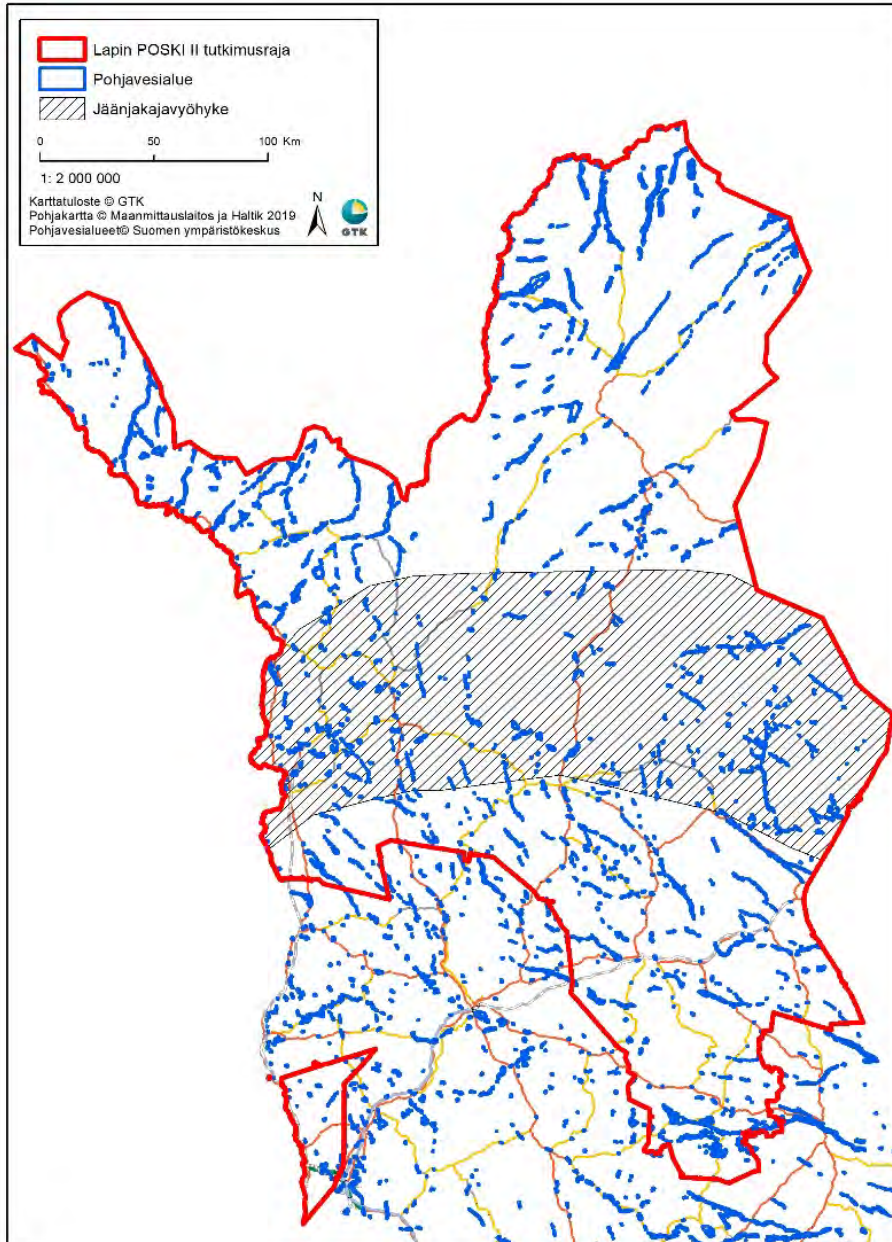 Lapin POSKI II tutkimusraja
Pohjavesialue
Jäänjakajavyöhyke
0 50 100 Km
1: 2 000 000
Karttatuloste © GTK
Pohjakartta © Maanmittauslaitos ja Haltik 2019
Pohjavesialueet© Suomen ympäristökeskus
N
GTK